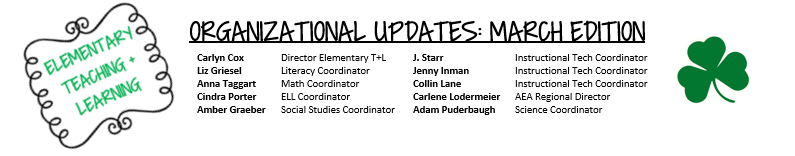 ELEMENTARY
TEACHING +
LEARNING
ORGANIZATIONAL UPDATES: MARCH EDITION
Carlyn Cox Director Elementary T+L J. Starr Instructional Tech Coordinator
Liz Griesel Literacy Coordinator Jenny Inman Instructional Tech Coordinator
Anna Taggart Math Coordinator Collin Lane Instructional Tech Coordinator
Cindra Porter ELL Coordinator Carlene Lodermeier AEA Regional Director
Amber Graeber Social Studies Coordinator Adam Puderbaugh Science Coordinator